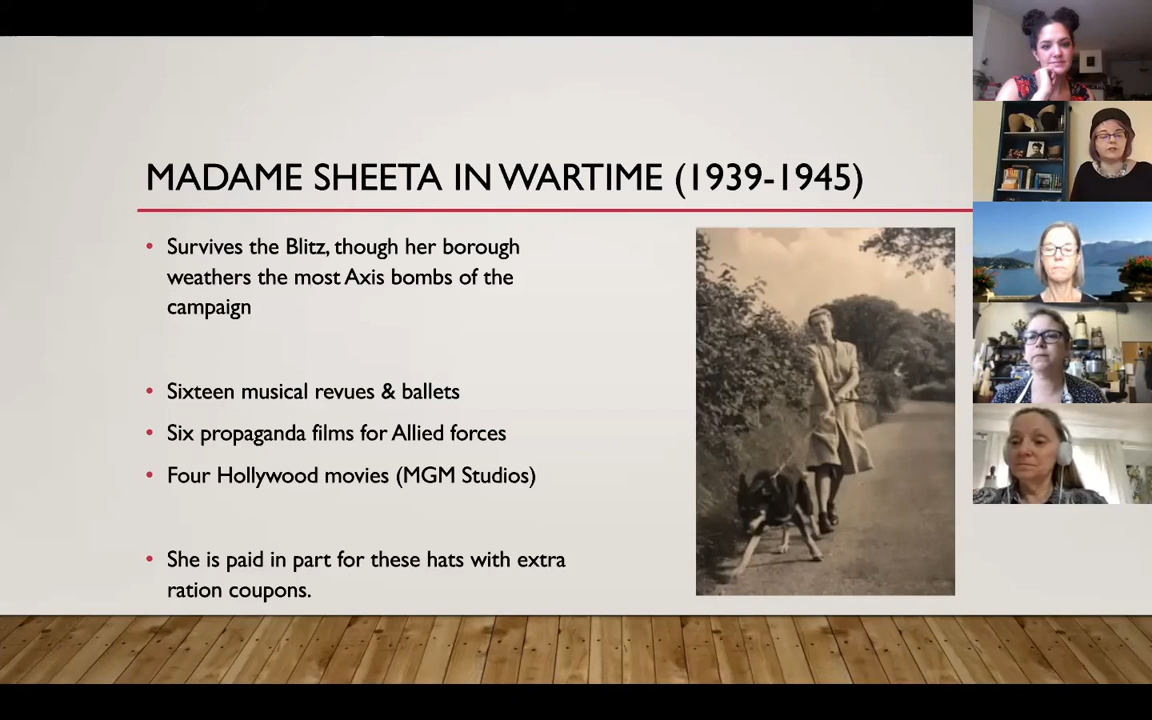 MADAME SHEETA IN WARTIME (1939-1945)
• Survives the Blitz, though her borough
weathers the most Axis bombs of the
campaign
• Sixteen musical revues & ballets
• Six propaganda films for Allied forces
• Four Hollywood movies (MGM Studios)
• She is paid in part for these hats with extra
ration coupons.